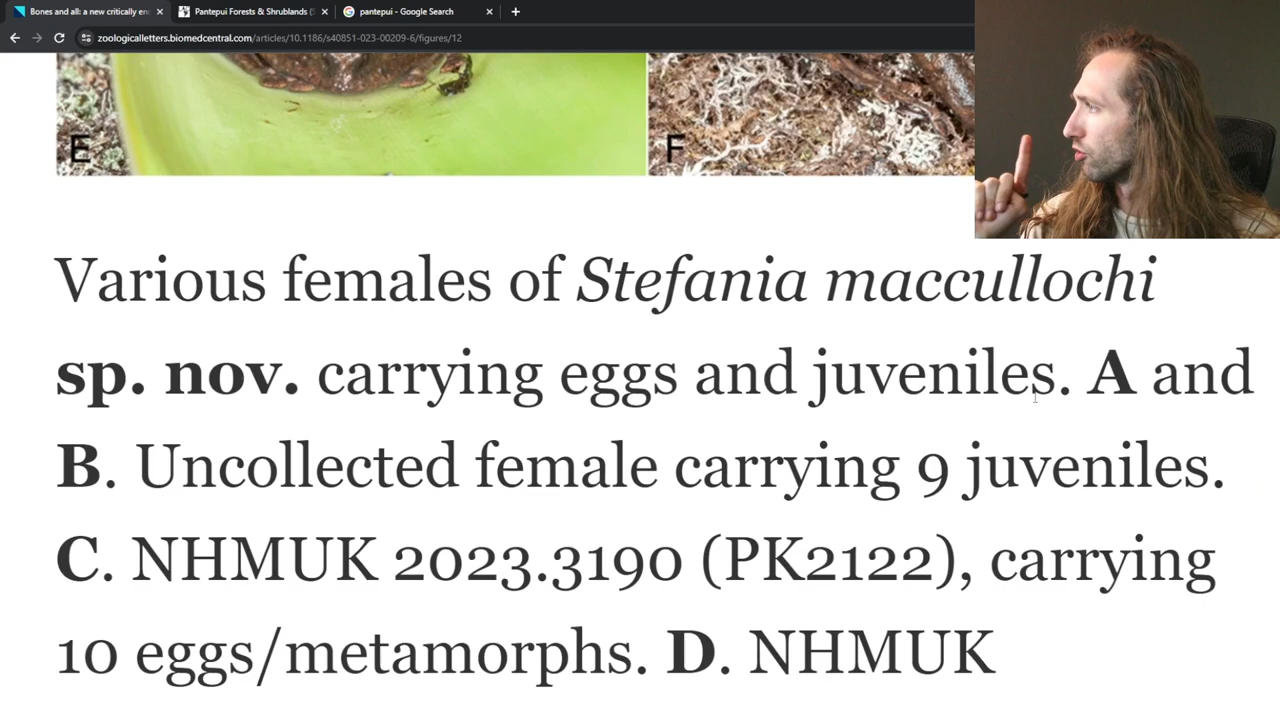 Bones and all: a new critically en
Pantepui Forests & Shrublands (
pantepui - Google Search
zoologicalletters.biomedcentral.com/articles/10.1186/s40851-023-00209-6/figures/12
E
F
Various females of Stefania maccullochi
sp. nov. carrying eggs and juveniles. A and
B. Uncollected female carrying 9 juveniles.
C. NHMUK 2023.3190 (PK2122), carrying
10 eggs/metamorphs. D. NHMUK